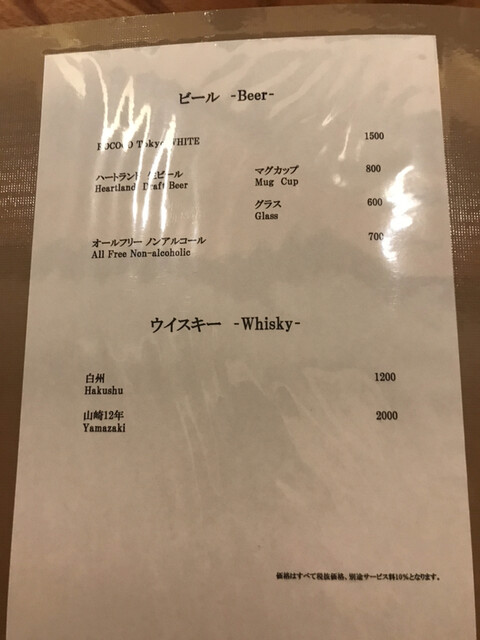 ビール -Beer-
ROCOCO Tokyo WHITE 1500
ハートランド 生ビール マグカップ 800
Heartland Draft Beer Mug Cup
グラス 600
Glass
オールフリー ノンアルコール 700
All Free Non-alcoholic
ウイスキー -Whisky-
白州 1200
Hakushu
山崎12年 2000
Yamazaki
価格はすべて税抜価格、別途サービス料10%となります。